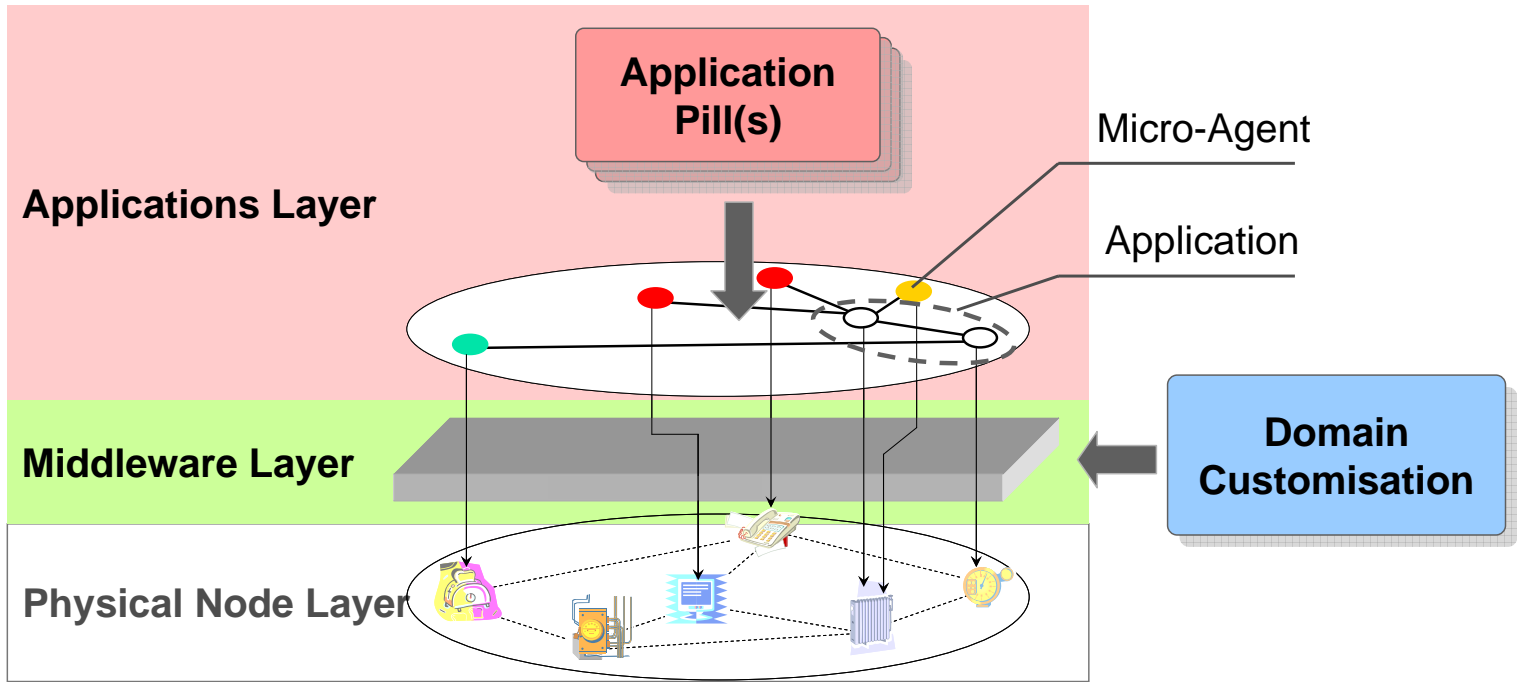 Application
Pill(s)
Micro-Agent
Applications Layer
Application
Middleware Layer
Domain
Customisation
Physical Node Layer